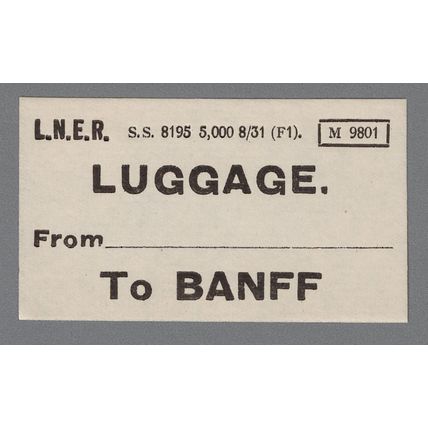 L.N.E.R. S.S. 8195 5,000 8/31 (F1). M 9801
LUGGAGE.
From
To BANFF